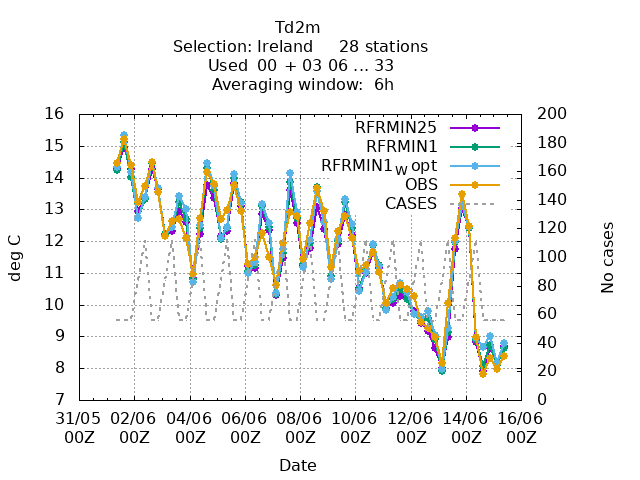 Td2m
Selection: Ireland 28 stations
Used 00 + 03 06 ... 33
Averaging window: 6h
deg C
16
15
14
13
12
11
10
9
8
7
RFRMIN25
RFRMIN1
RFRMIN1w opt
OBS
CASES
200
180
160
140
120
100
80
60
40
20
0
No cases
31/05 02/06 04/06 06/06 08/06 10/06 12/06 14/06 16/06
00Z 00Z 00Z 00Z 00Z 00Z 00Z 00Z 00Z
Date